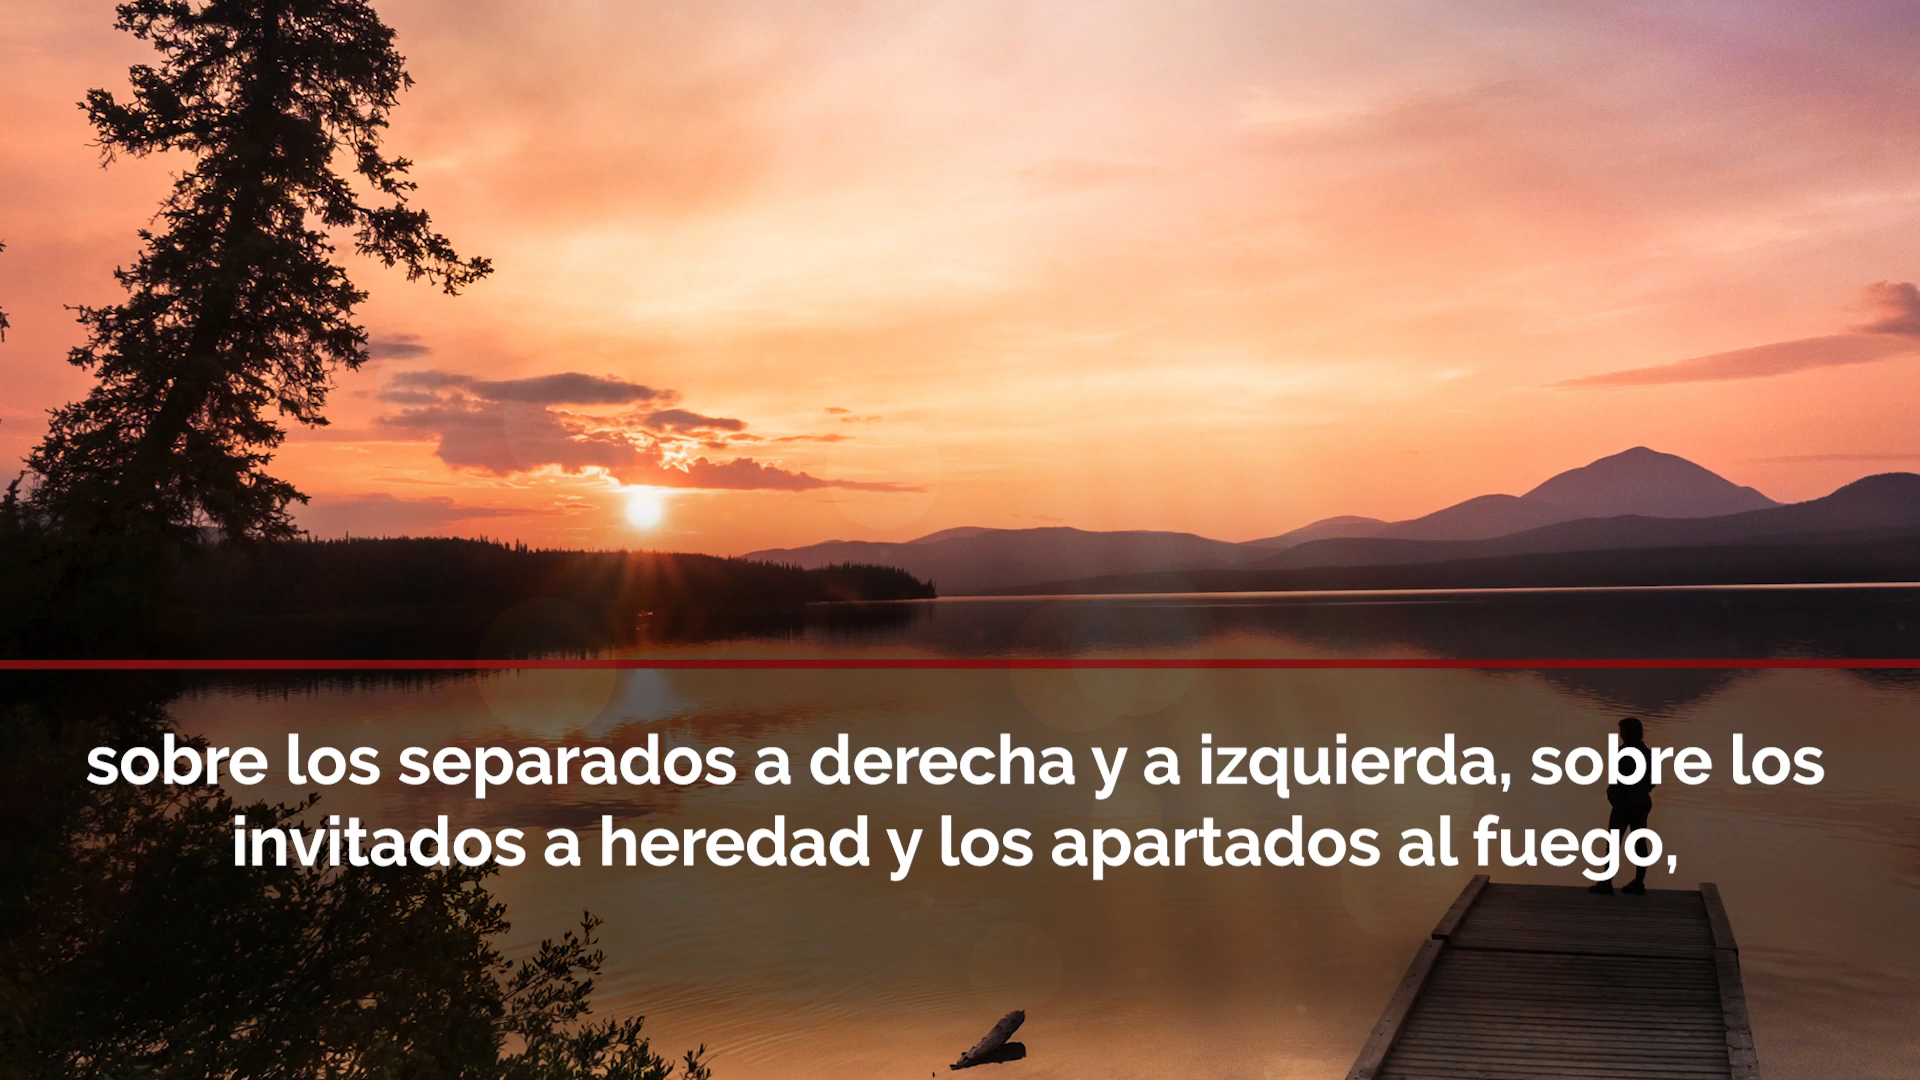 sobre los separados a derecha y a izquierda, sobre los
invitados a heredad y los apartados al fuego,